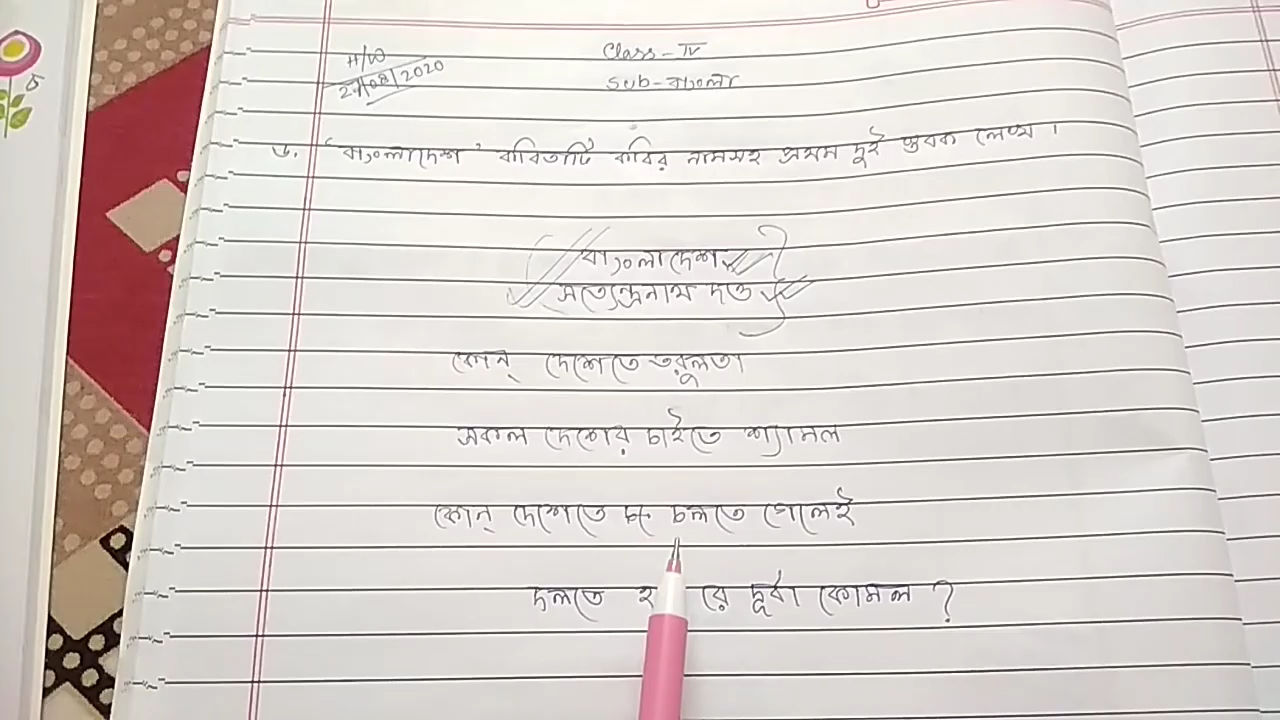 H/W
Class - IV
27/08/2020
Sub - বাংলা
৬. 'বাংলাদেশ' কবিতাটি কবির নামসহ প্রথম দুই স্তবক লেখ।
বাংলাদেশ
সত্যেন্দ্রনাথ দত্ত
কোন্ দেশেতে তরুলতা
সকল দেশের চাইতে শ্যামল
কোন্ দেশেতে চলতে গেলেই
দলতে রে দূর্বা কোমল ?